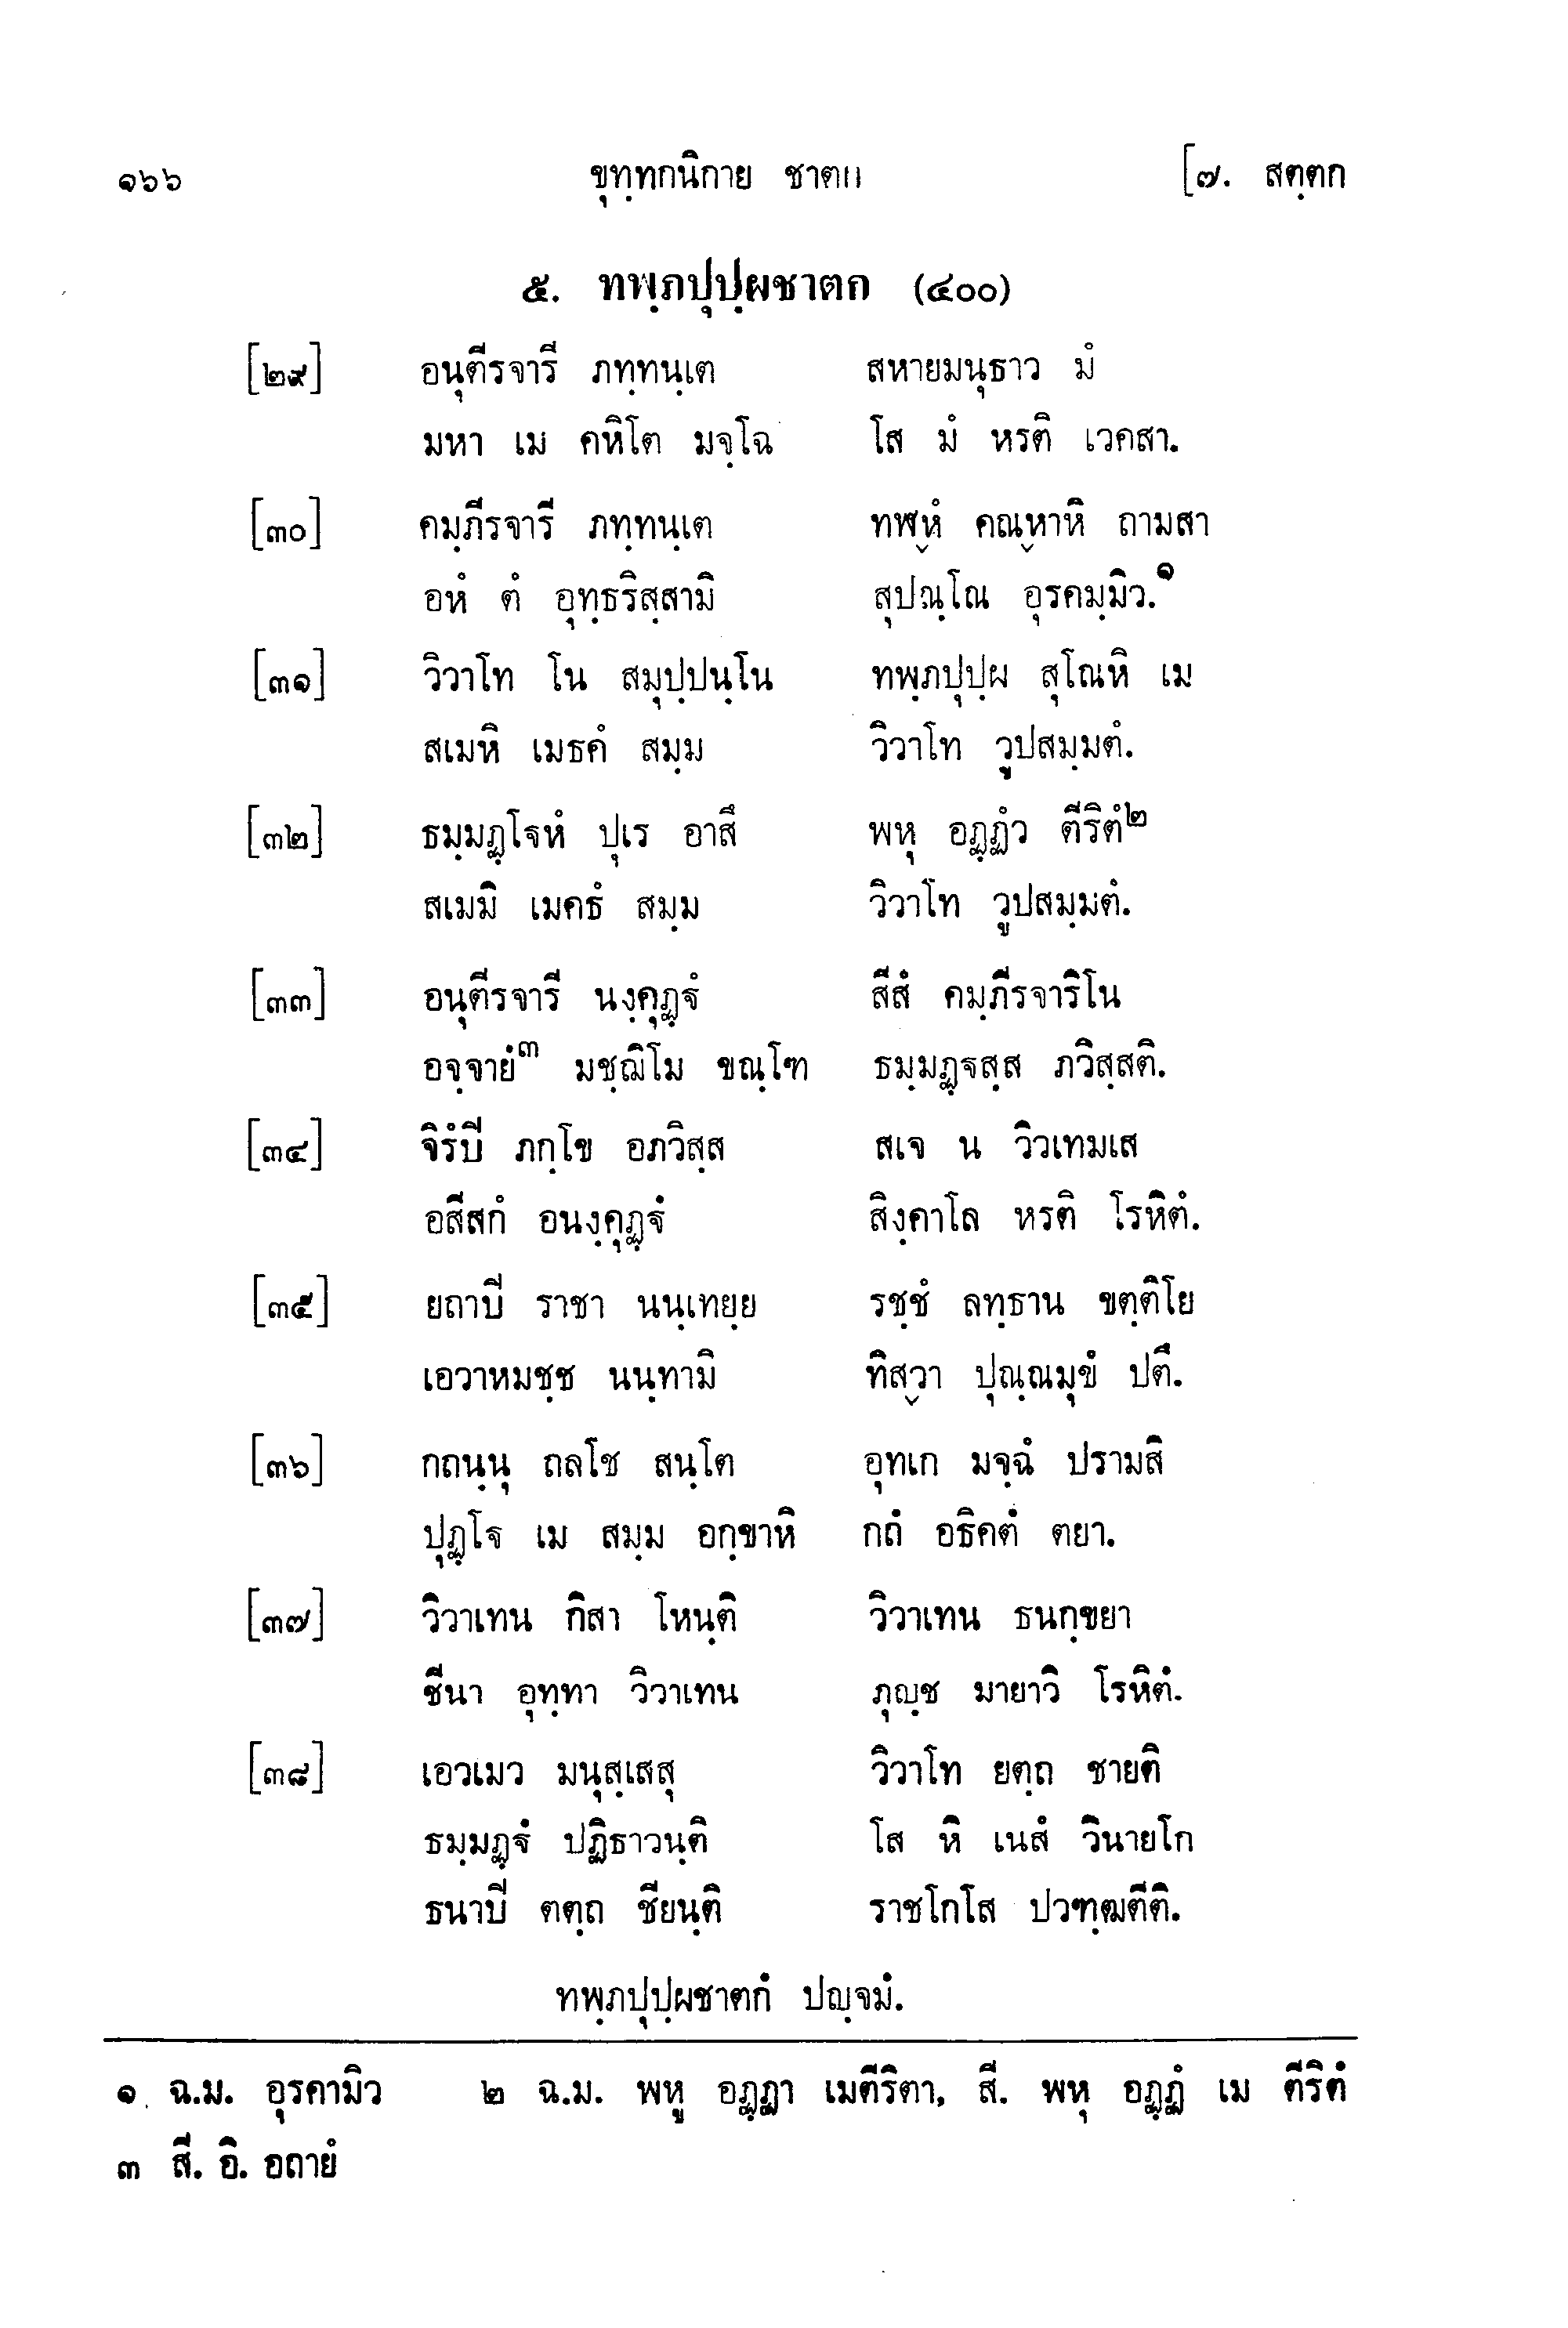 ๑๖๖ ขุทฺทกนิกาย ชาตก [๗. สตฺตก
๕. ทพฺภปุปฺผชาตก (๔๐๐)
[๒๙] อนุตีรจารี ภทฺทนฺเต สหายมนุธาว มํ
มหา เม คหิโต มจฺโฉ โส มํ หรติ เวคสา.
[๓๐] คมฺภีรจารี ภทฺทนฺเต ทฬฺหํ คณฺหาหิ ถามสา
อหํ ตํ อุทฺธริสฺสามิ สุปณฺโณ อุรคมฺมิว.๑
[๓๑] วิวาโท โน สมุปฺปนฺโน ทพฺภปุปฺผ สุโณหิ เม
สเมหิ เมธคํ สมฺม วิวาโท วูปสมฺมตํ.
[๓๒] ธมฺมฏฺโฐหํ ปุเร อาสึ พหุ อฏฺฏํว ตีริตํ๒
สเมมิ เมคธํ สมฺม วิวาโท วูปสมฺมตํ.
[๓๓] อนุตีรจารี นงฺคุฏฺฐํ สีสํ คมฺภีรจาริโน
อจฺจายํ๓ มชฺฌิโม ขณฺโฑ ธมฺมฏฺฐสฺส ภวิสฺสติ.
[๓๔] จิรํปี ภกฺโข อภวิสฺส สเจ น วิวเทมเส
อสีสกํ อนงฺคุฏฺฐํ สิงฺคาโล หรติ โรหิตํ.
[๓๕] ยถาปี ราชา นนฺเทยฺย รชฺชํ ลทฺธาน ขตฺติโย
เอวาหมชฺช นนฺทามิ ทิสฺวา ปุณฺณมุขํ ปตึ.
[๓๖] กถนฺนุ ถลโช สนฺโต อุทเก มจฺฉํ ปรามสิ
ปุฏฺโฐ เม สมฺม อกฺขาหิ กถํ อธิคตํ ตยา.
[๓๗] วิวาเทน กิสา โหนฺติ วิวาเทน ธนกฺขยา
ชีนา อุทฺทา วิวาเทน ภุญฺช มายาวิ โรหิตํ.
[๓๘] เอวเมว มนุสฺเสสุ วิวาโท ยตฺถ ชายติ
ธมฺมฏฺฐํ ปฏิธาวนฺติ โส หิ เนสํ วินายโก
ธนาปี ตตฺถ ชียนฺติ ราชโกโส ปวฑฺฒตีติ.
ทพฺภปุปฺผชาตกํ ปญฺจมํ.
๑ ฉ.ม. อุรคามิว ๒ ฉ.ม. พหู อฏฺฏา เมตีริตา, สี. พหุ อฏฺฏํ เม ตีริตํ
๓ สี. อิ. อถายํ